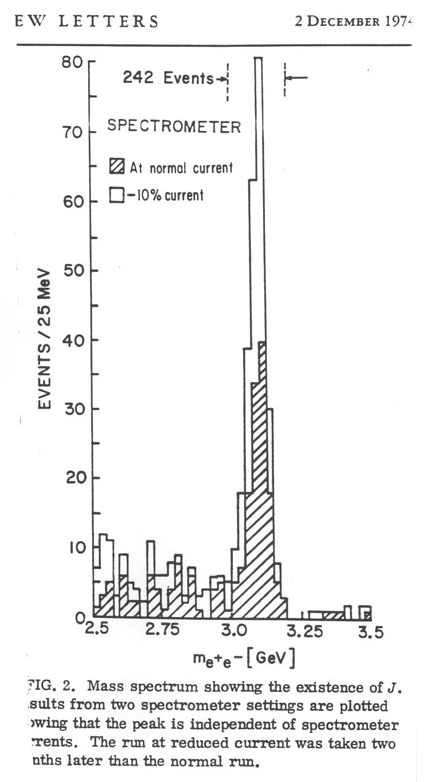 EW LETTERS 2 DECEMBER 197
80
242 Events
70
SPECTROMETER
At normal current
60
-10% current
50
EVENTS / 25 MeV
40
30
20
10
0
2.5 2.75 3.0 3.25 3.5
me+e- [GeV]
FIG. 2. Mass spectrum showing the existence of J.
sults from two spectrometer settings are plotted
wing that the peak is independent of spectrometer
rrents. The run at reduced current was taken two
nths later than the normal run.